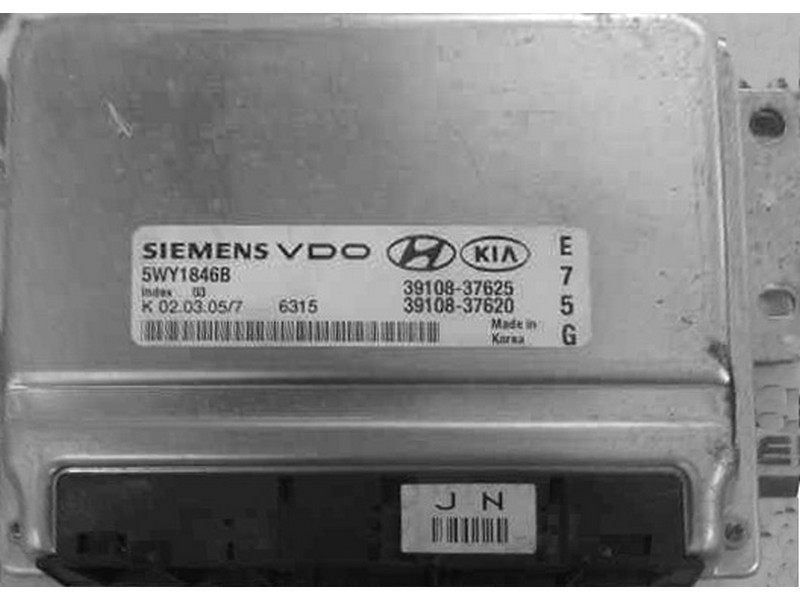 SIEMENS VDO H KIA
5WY1846B 39108-37625
Index 03
K 02.03.05/7 6315 39108-37620
Made in
Korea
E
7
5
G
J N